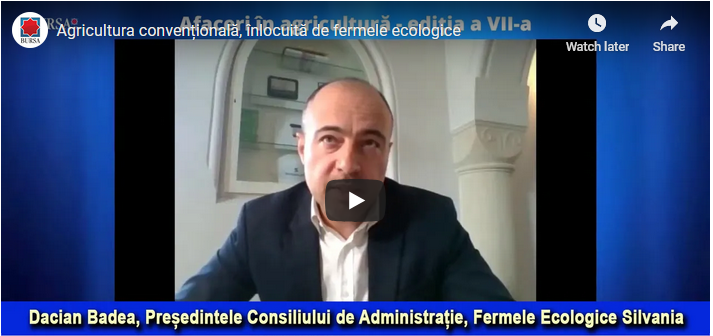 Afaceri în agricultură - ediția a VII-a
BURSA
Agricultura convențională, înlocuită de fermele ecologice
Watch later
Share
Dacian Badea, Președintele Consiliului de Administrație, Fermele Ecologice Silvania